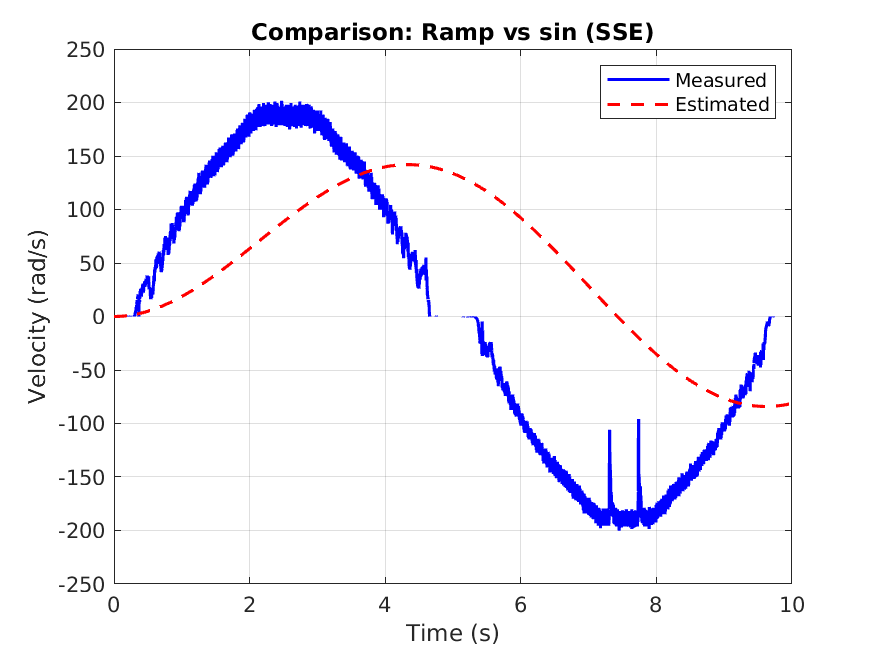 Comparison: Ramp vs sin (SSE)
Measured
Estimated
250
200
150
100
50
0
-50
-100
-150
-200
-250
Velocity (rad/s)
0 2 4 6 8 10
Time (s)